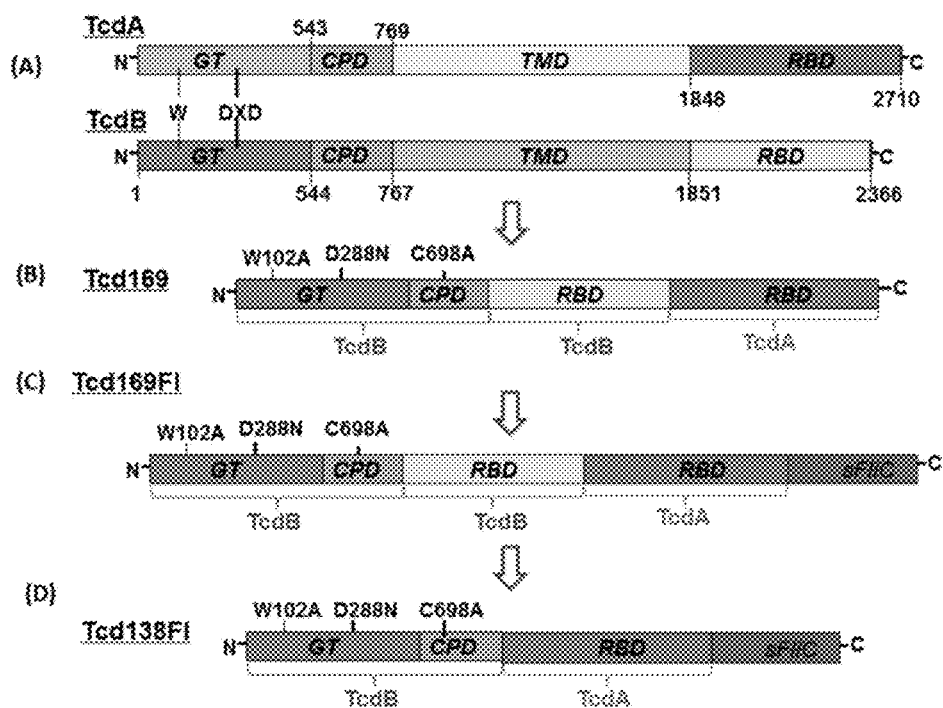 TcdA
543 769
(A) N GT CPD TMD RBD C
W DXD 1848 2710
TcdB
N GT CPD TMD RBD C
1 544 767 1851 2366
(B) Tcd169
W102A D288N C698A
N GT CPD RBD RBD C
TcdB TcdB TcdA
(C) Tcd169FI
W102A D288N C698A
N GT CPD RBD RBD sFliC C
TcdB TcdB TcdA
(D)
Tcd138FI
W102A D288N C698A
N GT CPD RBD sFliC C
TcdB TcdA